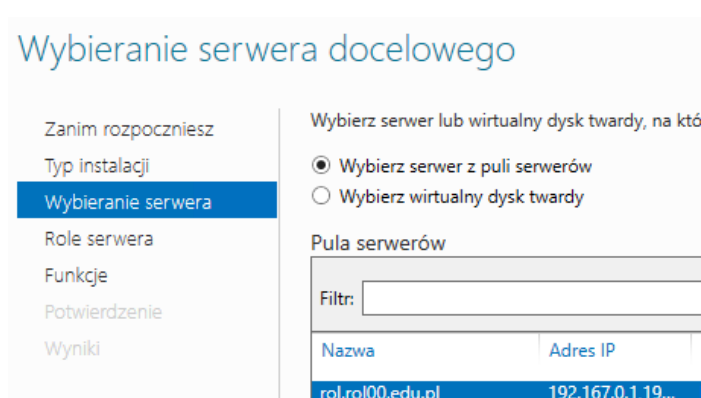 Wybieranie serwera docelowego
Zanim rozpoczniesz
Typ instalacji
Wybieranie serwera
Role serwera
Funkcje
Potwierdzenie
Wyniki
Wybierz serwer lub wirtualny dysk twardy, na któ
Wybierz serwer z puli serwerów
Wybierz wirtualny dysk twardy
Pula serwerów
Filtr:
Nazwa Adres IP
rol.rol00.edu.pl 192.167.0.1,19...